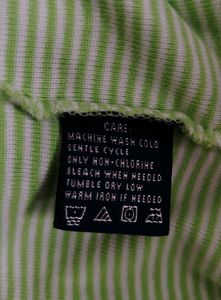 CARE:
MACHINE WASH COLD
GENTLE CYCLE
ONLY NON-CHLORINE
BLEACH WHEN NEEDED
TUMBLE DRY LOW
WARM IRON IF NEEDED